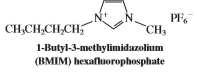 CH₃CH₂CH₂CH₂ N⁺ N CH₃ PF₆⁻
1-Butyl-3-methylimidazolium
(BMIM) hexafluorophosphate